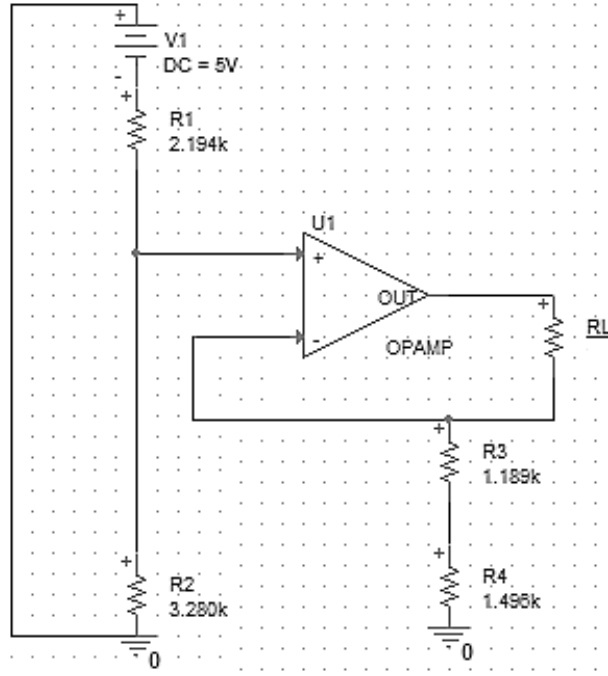 +
V1
DC = 5V
-
+
R1
2.194k
U1
+
OUT
-
OPAMP
+
RL
+
R3
1.189k
+
R2
3.280k
0
+
R4
1.496k
0